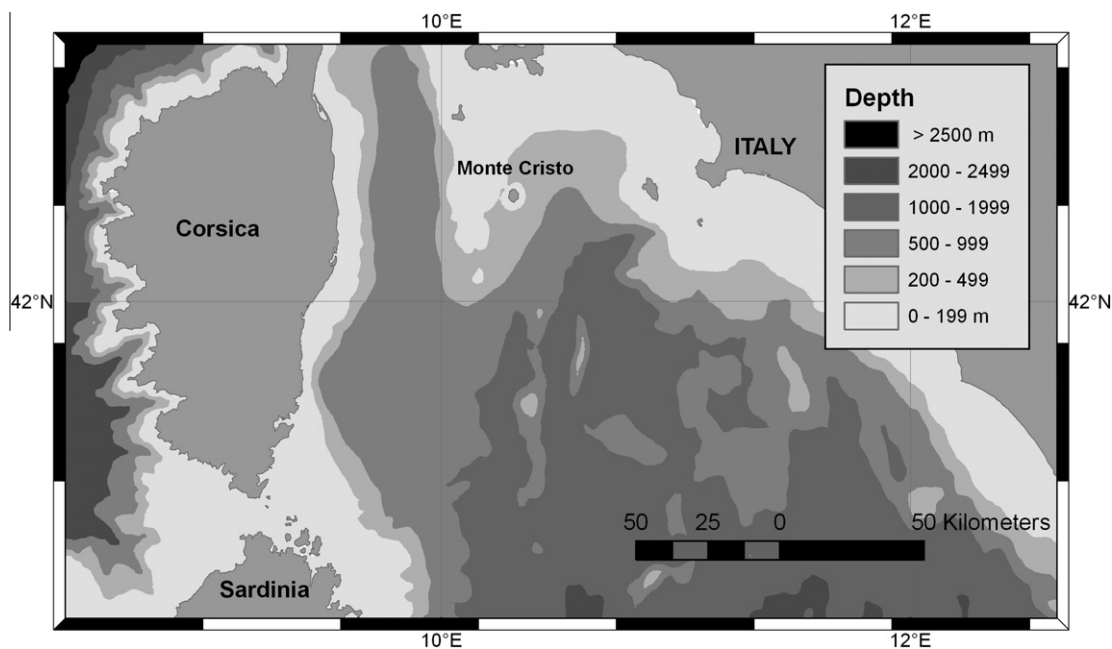 10°E 12°E
Depth
> 2500 m
2000 - 2499
1000 - 1999
500 - 999
200 - 499
0 - 199 m
ITALY
Monte Cristo
Corsica
42°N 42°N
50 25 0 50 Kilometers
Sardinia
10°E 12°E